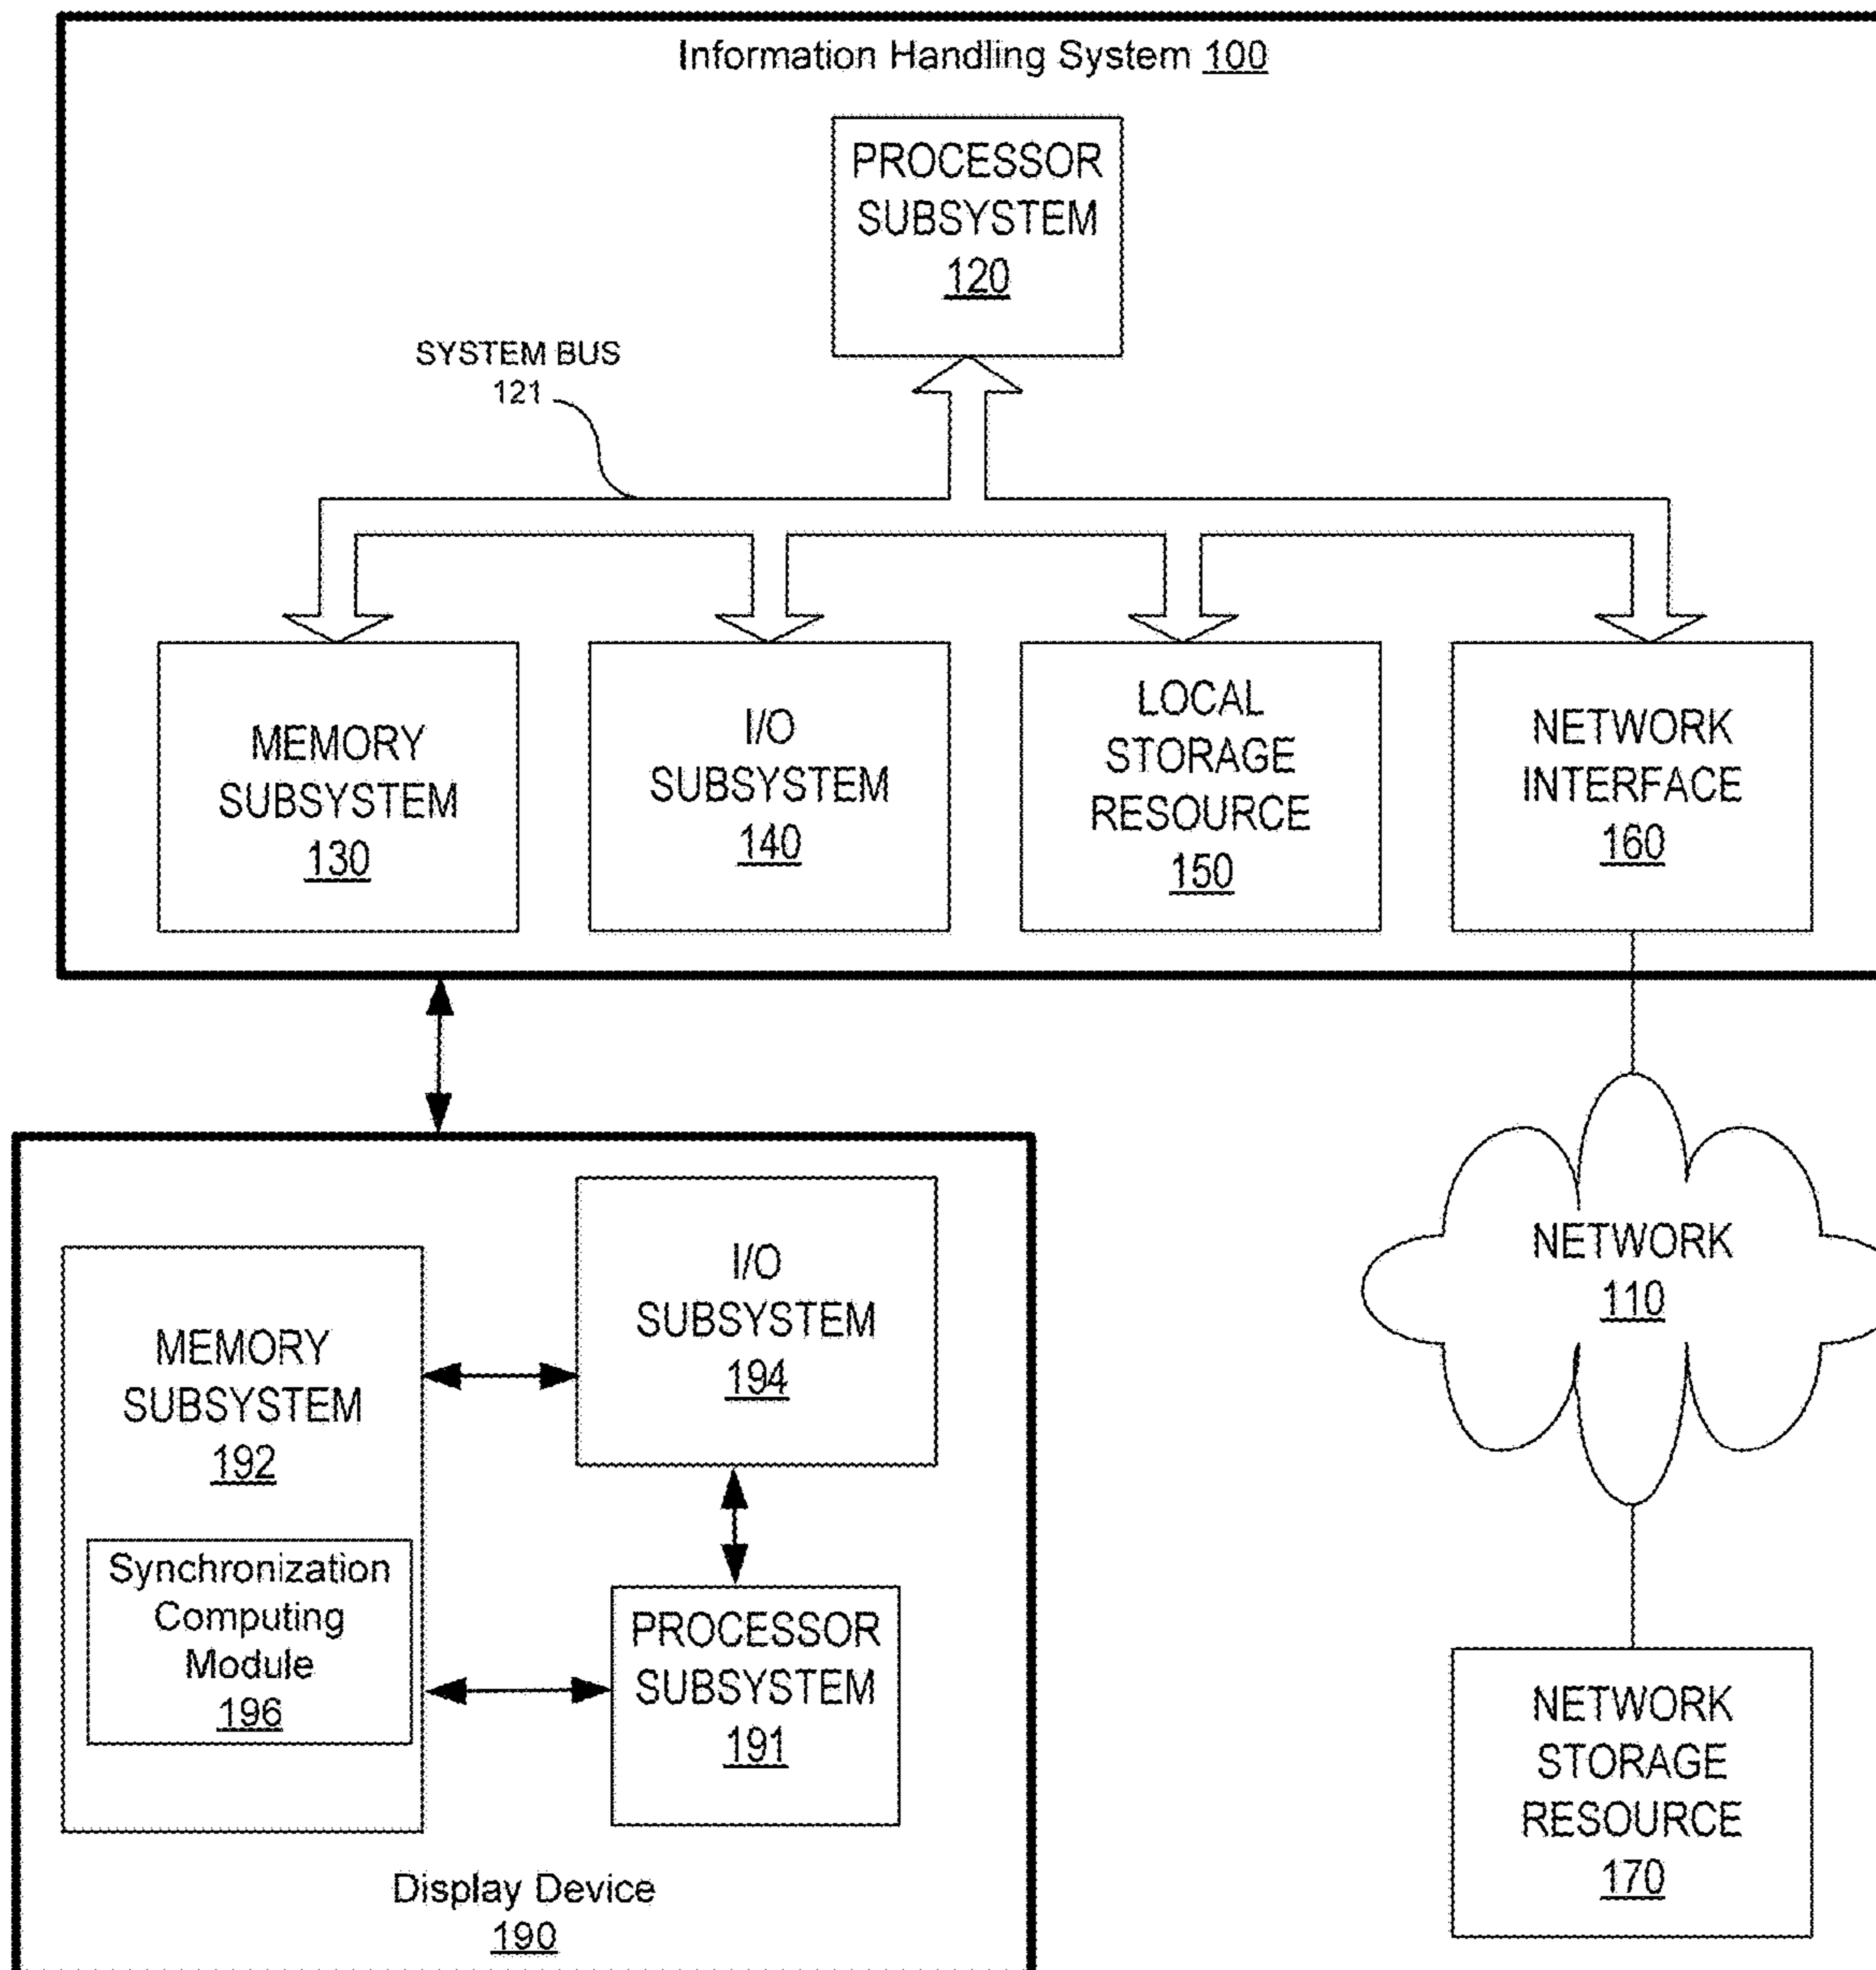 Information Handling System 100
PROCESSOR
SUBSYSTEM
120
SYSTEM BUS
121
MEMORY
SUBSYSTEM
130
I/O
SUBSYSTEM
140
LOCAL
STORAGE
RESOURCE
150
NETWORK
INTERFACE
160
I/O
SUBSYSTEM
194
MEMORY
SUBSYSTEM
192
Synchronization
Computing
Module
196
PROCESSOR
SUBSYSTEM
191
Display Device
190
NETWORK
110
NETWORK
STORAGE
RESOURCE
170